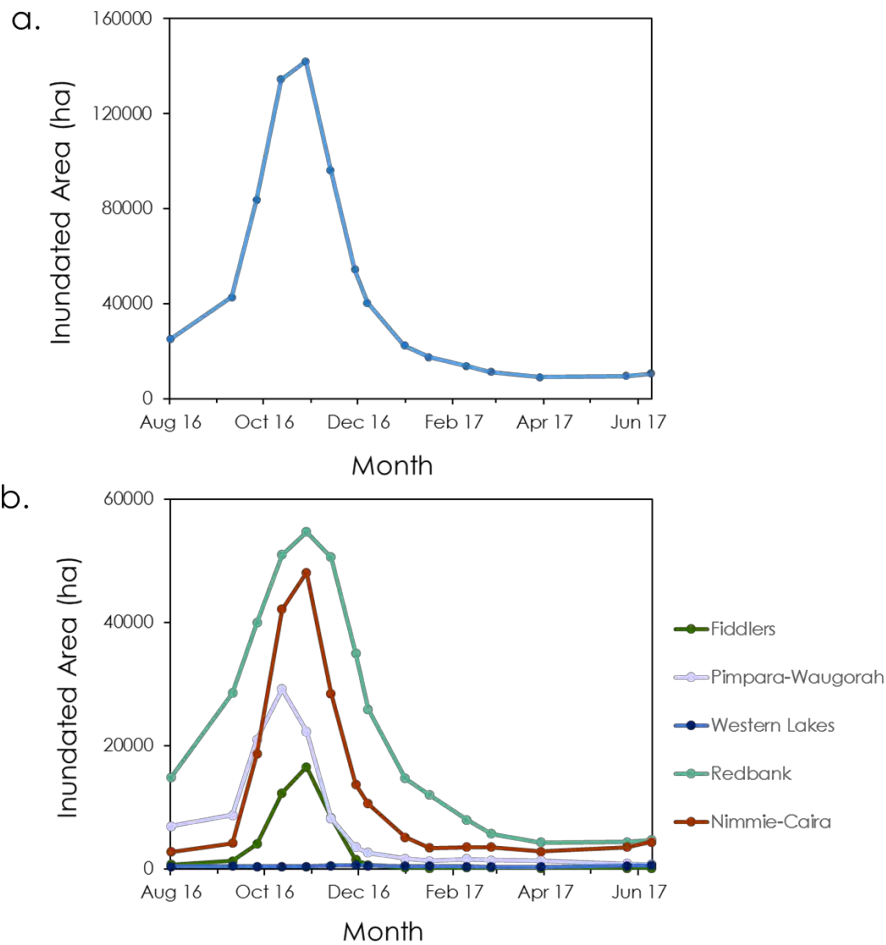 a.
Inundated Area (ha)
160000
120000
80000
40000
0
Aug 16 Oct 16 Dec 16 Feb 17 Apr 17 Jun 17
Month
b.
Inundated Area (ha)
60000
40000
20000
0
Aug 16 Oct 16 Dec 16 Feb 17 Apr 17 Jun 17
Month
Fiddlers
Pimpara-Waugorah
Western Lakes
Redbank
Nimmie-Caira